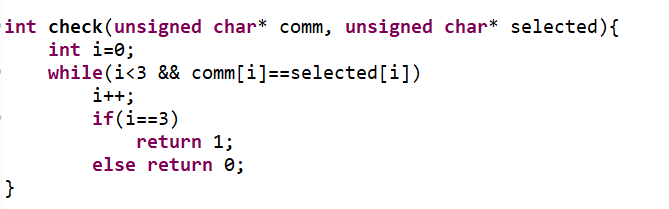 int check(unsigned char* comm, unsigned char* selected){
    int i=0;
    while(i<3 && comm[i]==selected[i])
        i++;
        if(i==3)
            return 1;
        else return 0;
}